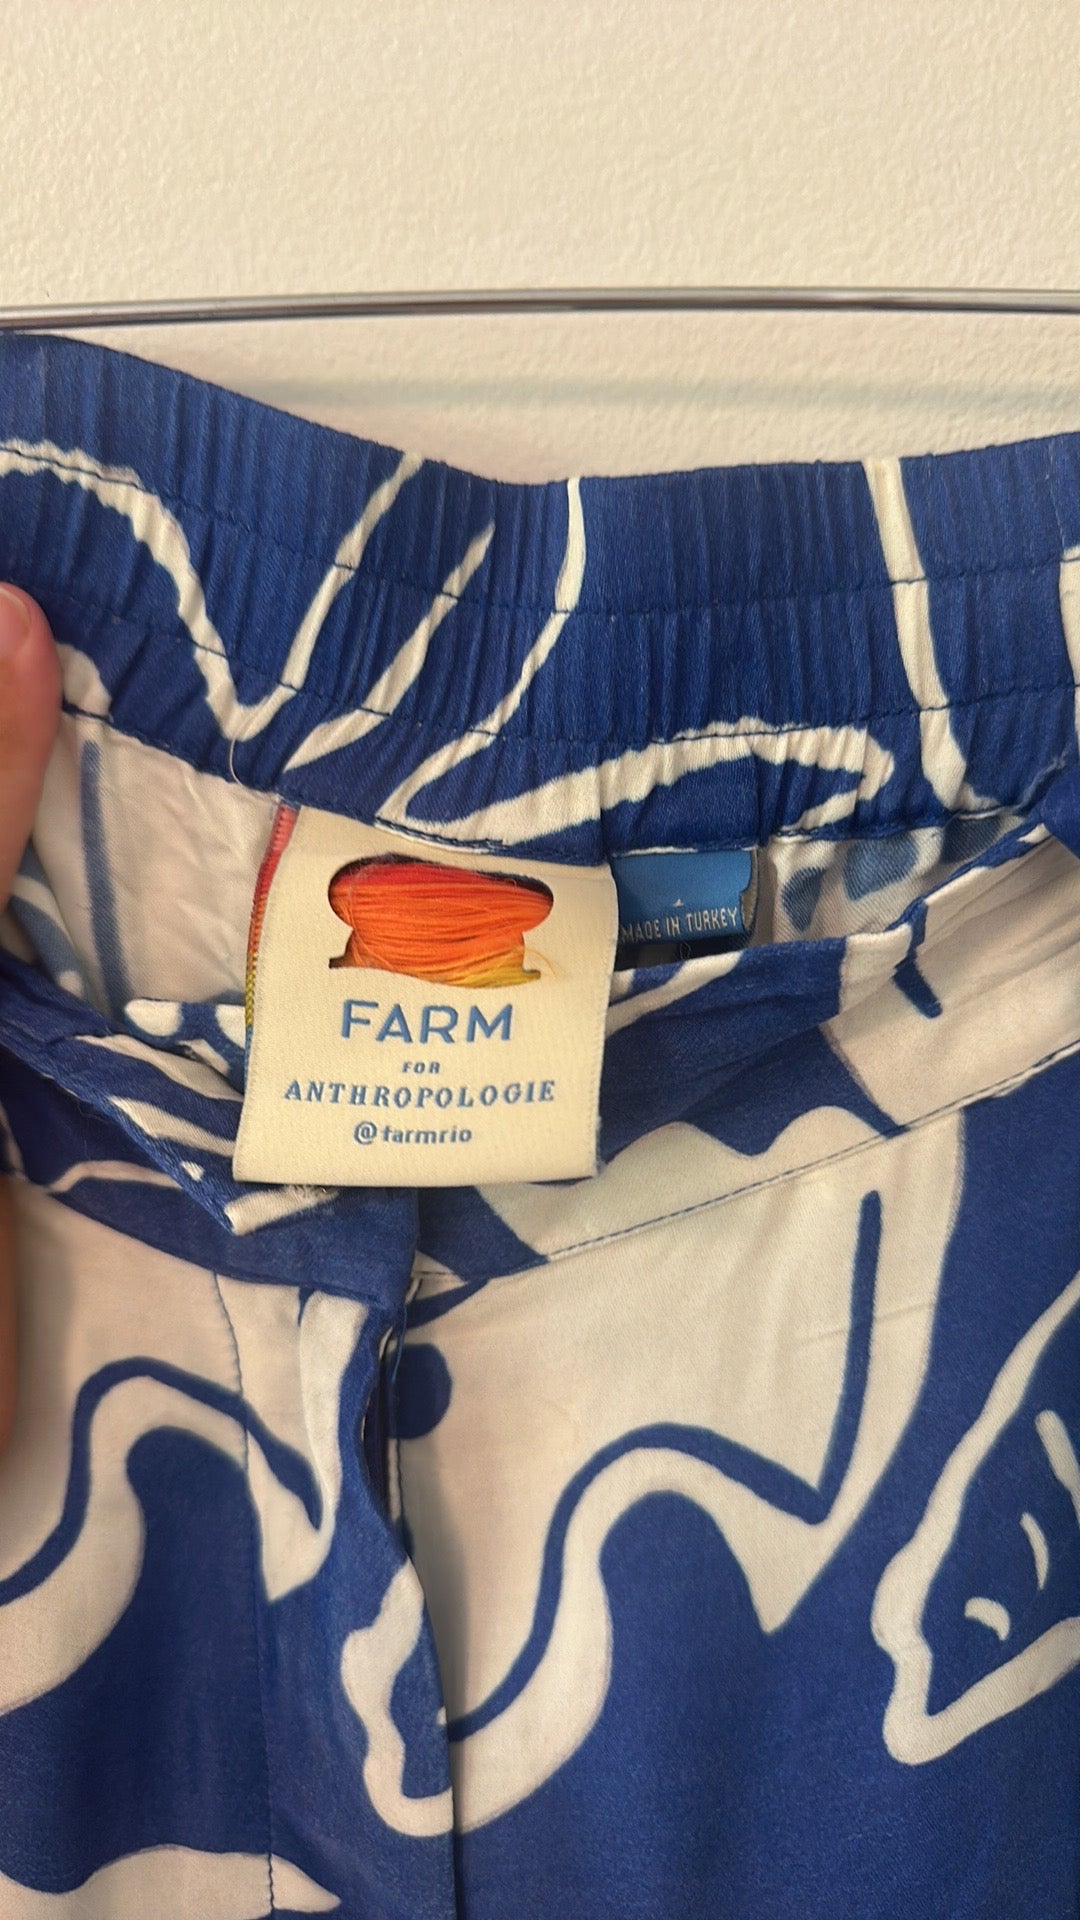 FARM
FOR
ANTHROPOLOGIE
@farmrio
MADE IN TURKEY